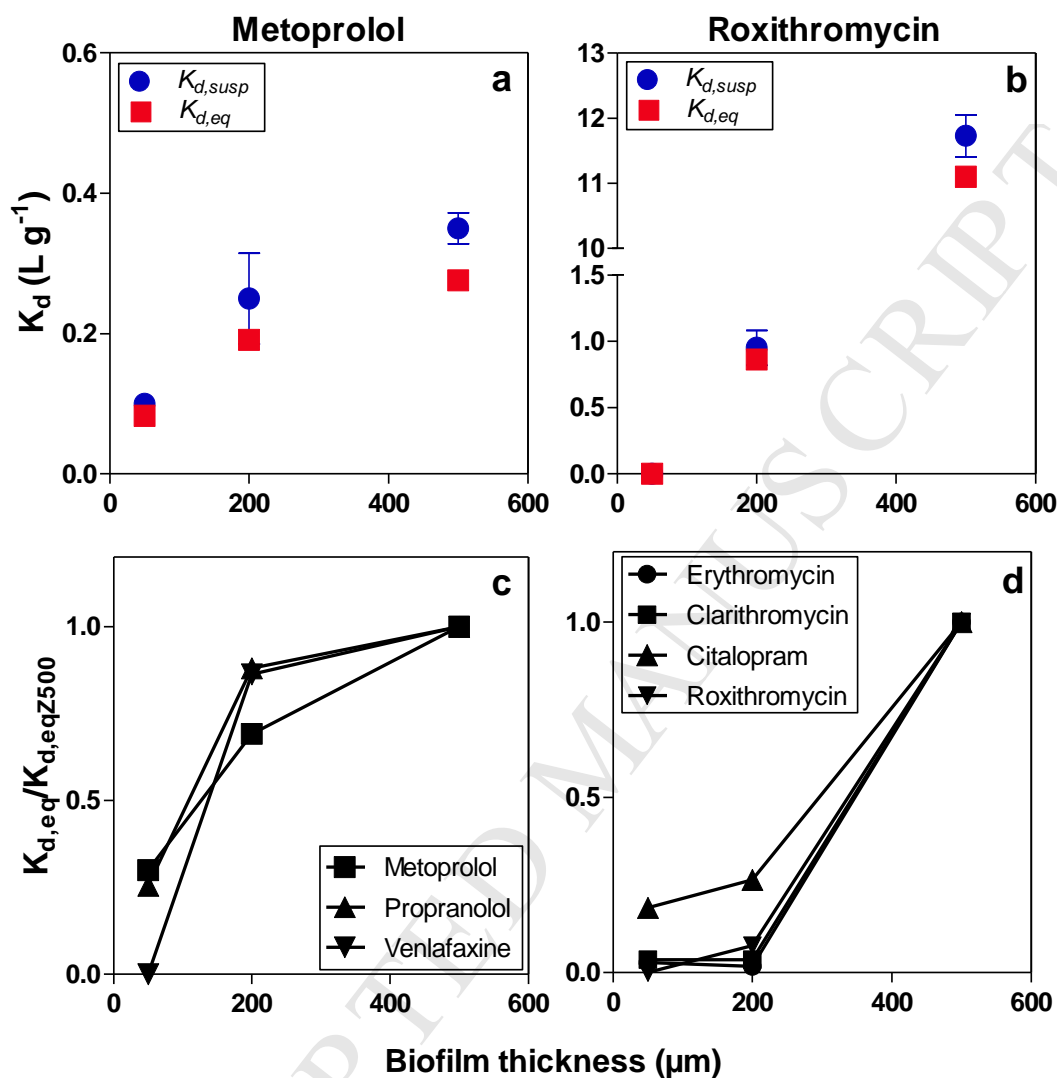 Metoprolol
Roxithromycin
K_d (L g^-1)
0.6
0.4
0.2
0.0
K_d,susp
K_d,eq
a
0 200 400 600
13
12
11
10
1.5
1.0
0.5
0.0
K_d,susp
K_d,eq
b
0 200 400 600
K_d,eq/K_d,eqZ500
1.0
0.5
0.0
c
Metoprolol
Propranolol
Venlafaxine
0 200 400 600
1.0
0.5
0.0
Erythromycin
Clarithromycin
Citalopram
Roxithromycin
d
0 200 400 600
Biofilm thickness (µm)
PTED MANUSCRIPT